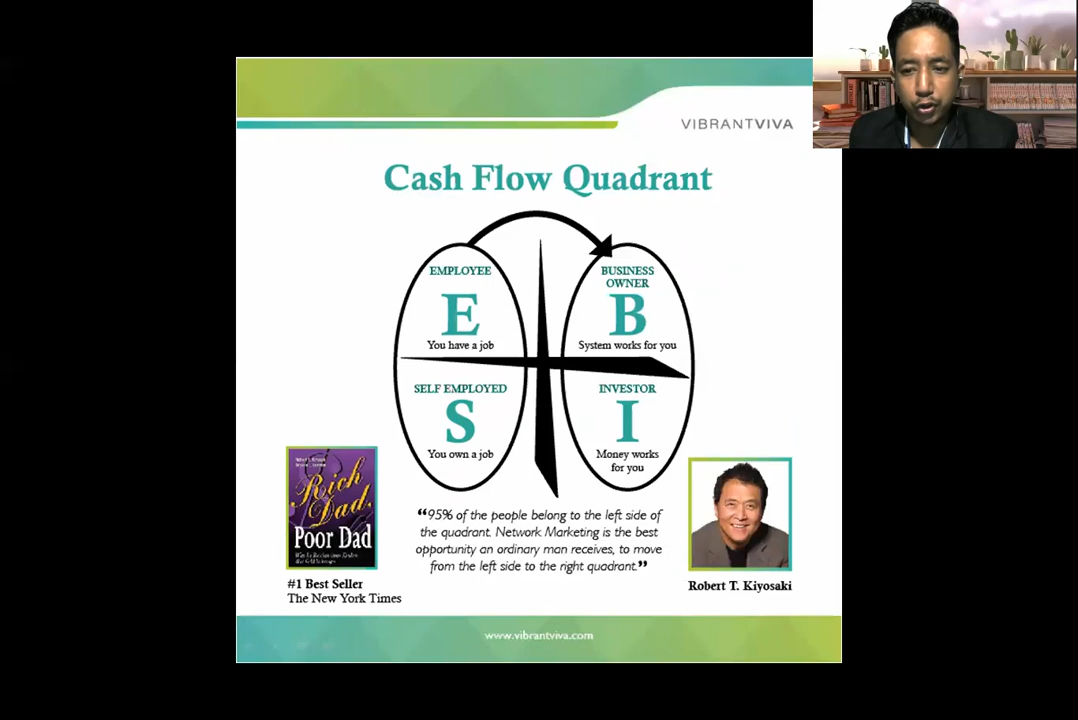 VIBRANTVIVA
Cash Flow Quadrant
EMPLOYEE
E
You have a job
BUSINESS
OWNER
B
System works for you
SELF EMPLOYED
S
You own a job
INVESTOR
I
Money works
for you
Rich
Dad,
Poor Dad
#1 Best Seller
The New York Times
“95% of the people belong to the left side of
the quadrant. Network Marketing is the best
opportunity an ordinary man receives, to move
from the left side to the right quadrant.”
Robert T. Kiyosaki
www.vibrantviva.com